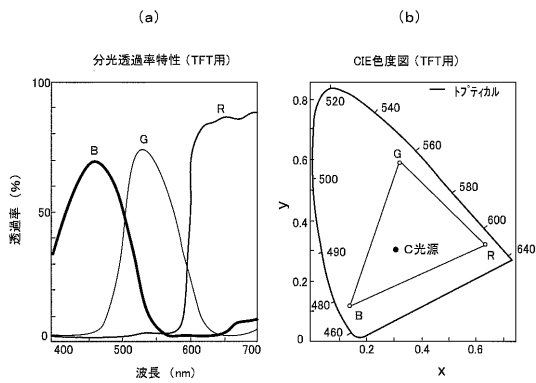 (a)
分光透過率特性（TFT用）
100
50
0
透過率（%）
B
G
R
400
500
600
700
波長（nm）
(b)
CIE色度図（TFT用）
ﾄﾌﾟﾃｨｶﾙ
0.8
0.6
0.4
0.2
0
y
520
540
560
580
600
640
500
490
480
460
G
C光源
R
B
0.2
0.4
0.6
x